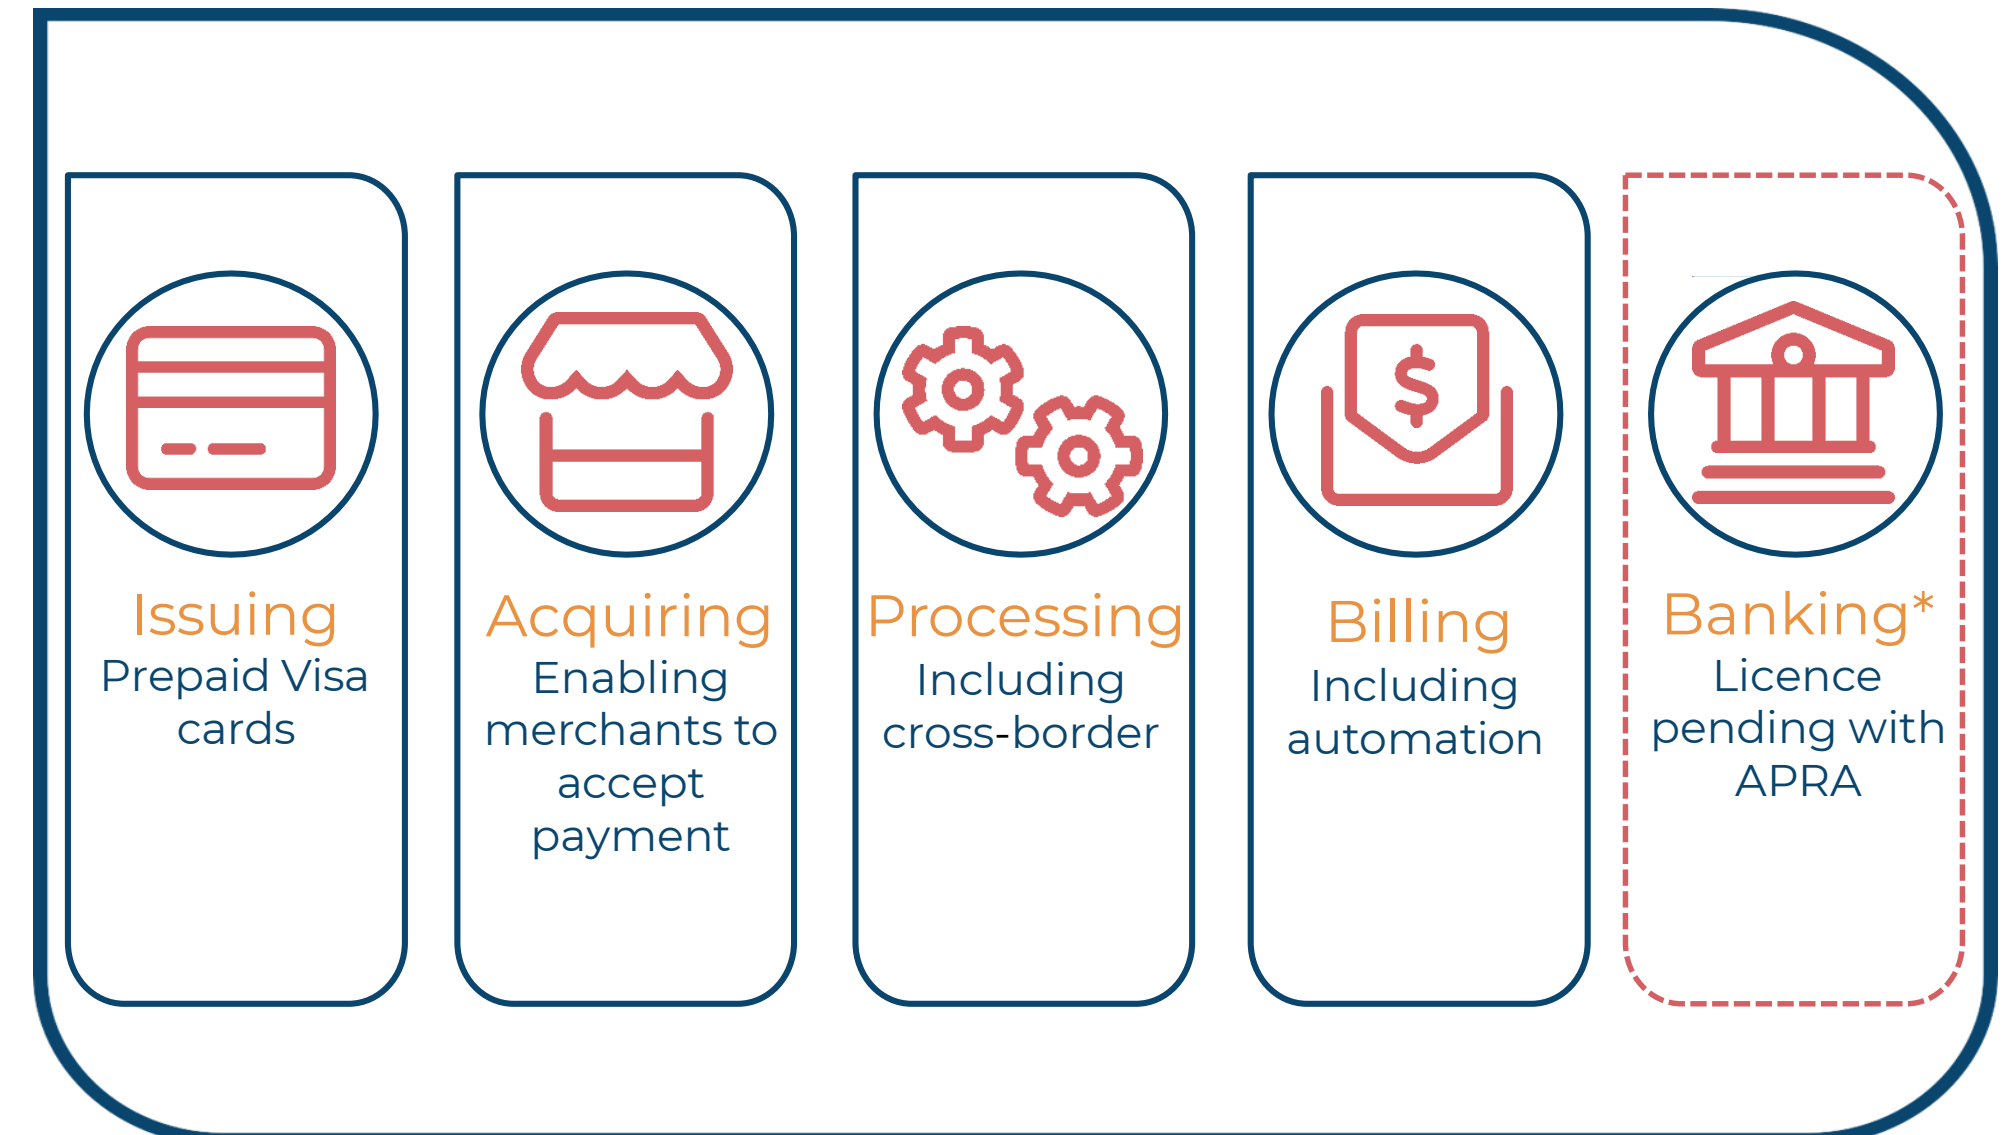 Issuing
Prepaid Visa
cards
Acquiring
Enabling
merchants to
accept
payment
Processing
Including
cross-border
Billing
Including
automation
Banking*
Licence
pending with
APRA
$